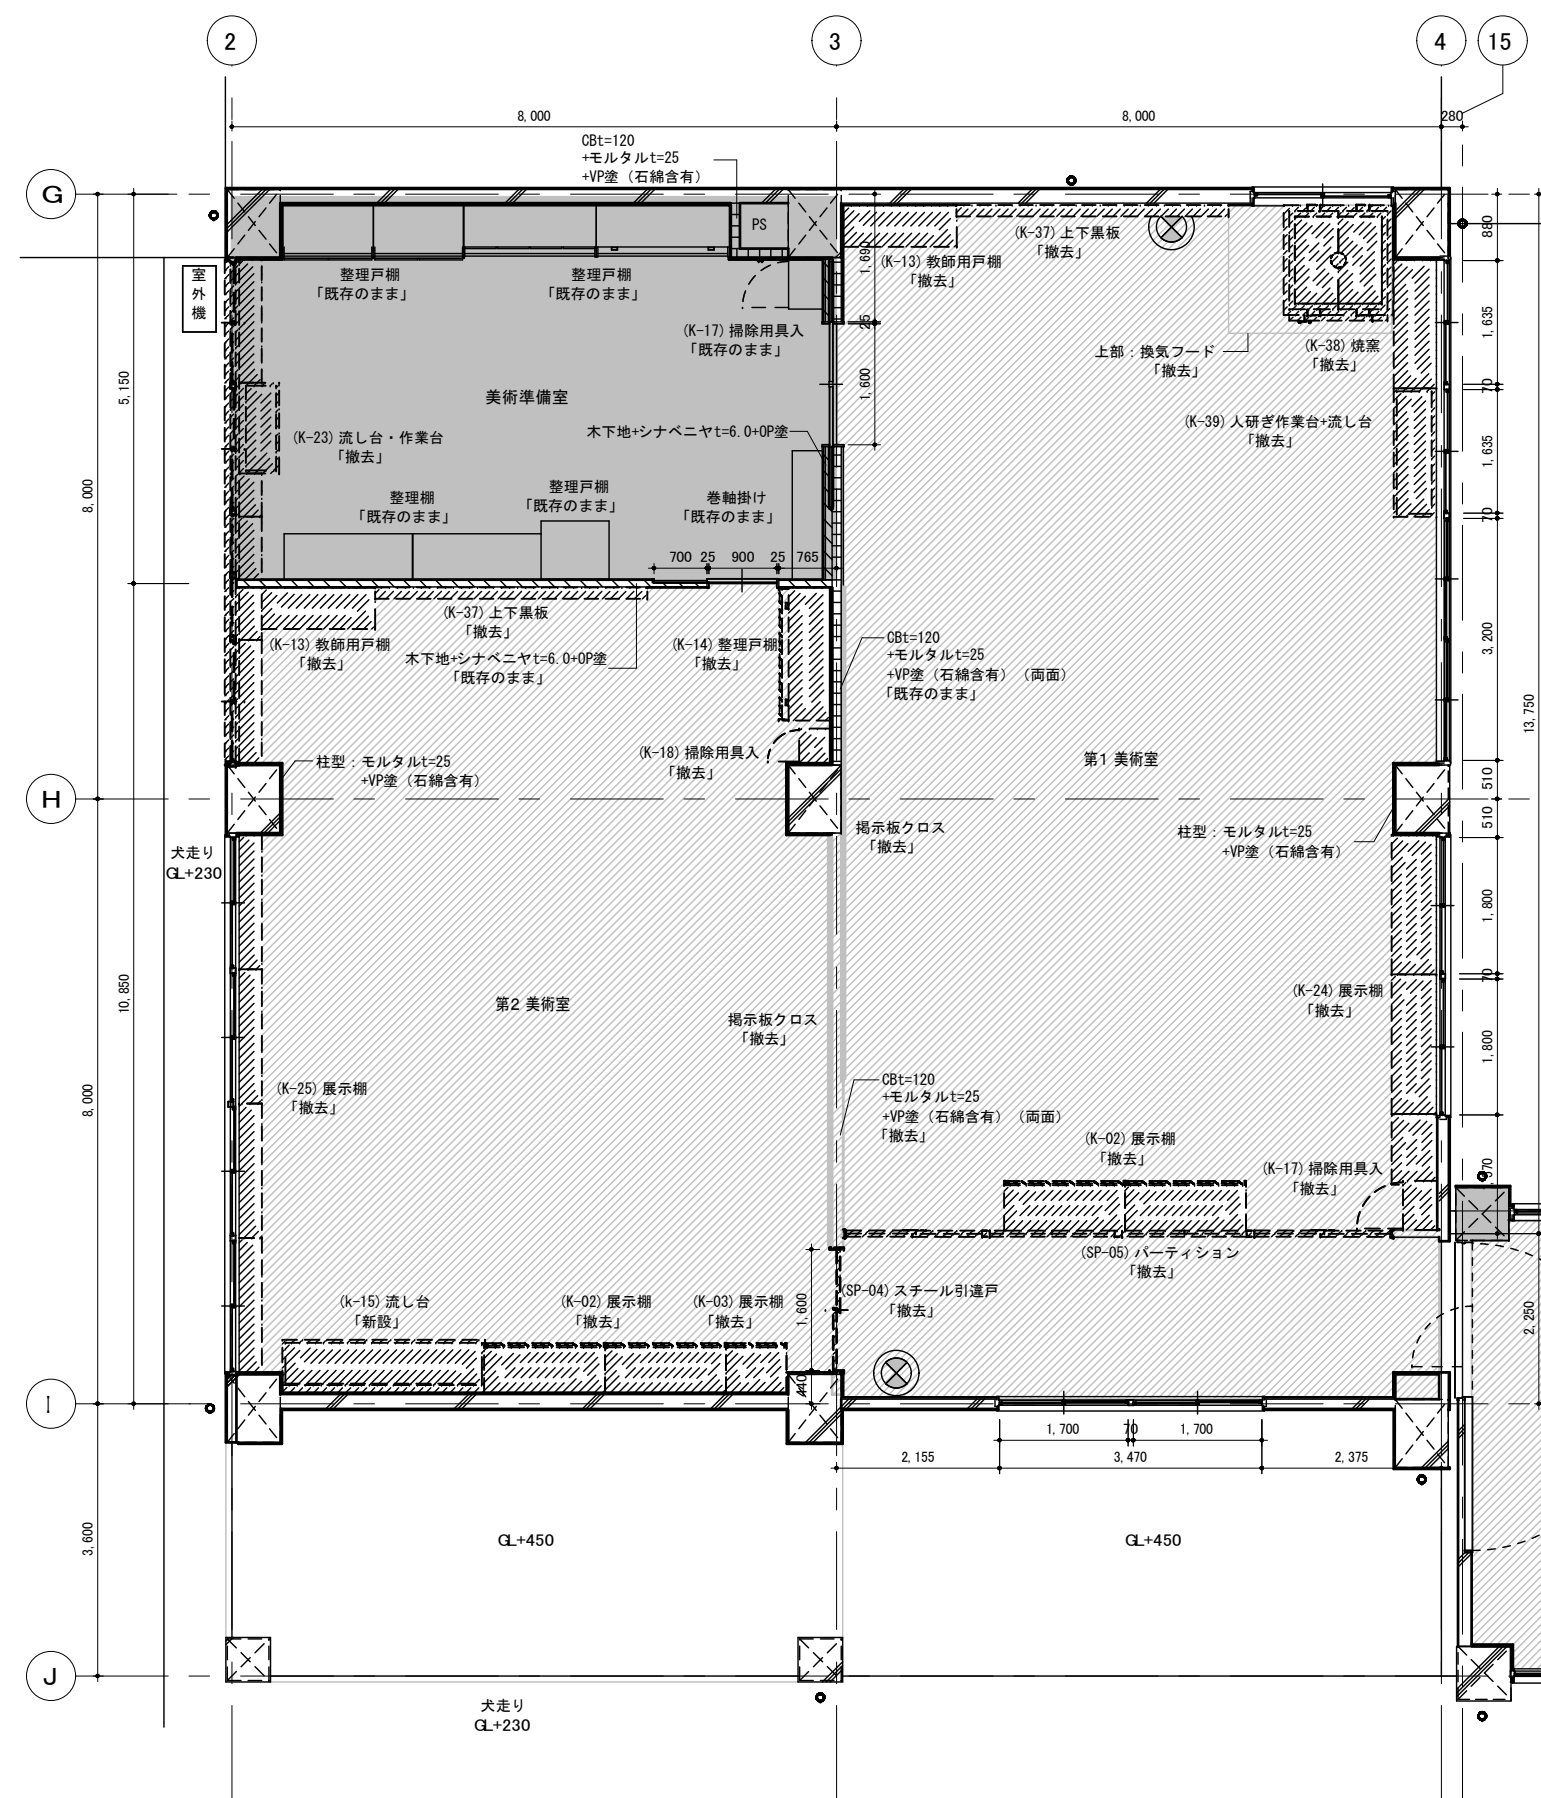 2
3
4
15
8,000
8,000
280
CBt=120
+モルタルt=25
+VP塗（石綿含有）
G
PS
880
室外機
整理戸棚
「既存のまま」
整理戸棚
「既存のまま」
(K-17) 掃除用具入
「既存のまま」
(K-37) 上下黒板
「撤去」
(K-13) 教師用戸棚
「撤去」
1,690
25
1,600
上部：換気フード
「撤去」
(K-38) 焼窯
「撤去」
1,635
70
5,150
美術準備室
(K-23) 流し台・作業台
「撤去」
木下地+シナベニヤt=6.0+OP塗
(K-39) 人研ぎ作業台+流し台
「撤去」
1,635
70
8,000
整理棚
「既存のまま」
整理戸棚
「既存のまま」
巻軸掛け
「既存のまま」
700
25
900
25
765
(K-37) 上下黒板
「撤去」
(K-13) 教師用戸棚
「撤去」
木下地+シナベニヤt=6.0+OP塗
「既存のまま」
(K-14) 整理戸棚
「撤去」
CBt=120
+モルタルt=25
+VP塗（石綿含有）（両面）
「既存のまま」
3,200
13,750
(K-18) 掃除用具入
「撤去」
柱型：モルタルt=25
+VP塗（石綿含有）
第1 美術室
510
H
510
掲示板クロス
「撤去」
柱型：モルタルt=25
+VP塗（石綿含有）
犬走り
GL+230
1,800
70
10,850
第2 美術室
掲示板クロス
「撤去」
(K-24) 展示棚
「撤去」
1,800
8,000
(K-25) 展示棚
「撤去」
CBt=120
+モルタルt=25
+VP塗（石綿含有）（両面）
「撤去」
(K-02) 展示棚
「撤去」
(K-17) 掃除用具入
「撤去」
(SP-05) パーティション
「撤去」
(SP-04) スチール引違戸
「撤去」
1,600
2,250
(k-15) 流し台
「新設」
(K-02) 展示棚
「撤去」
(K-03) 展示棚
「撤去」
440
I
1,700
70
1,700
2,155
3,470
2,375
3,600
GL+450
GL+450
J
犬走り
GL+230